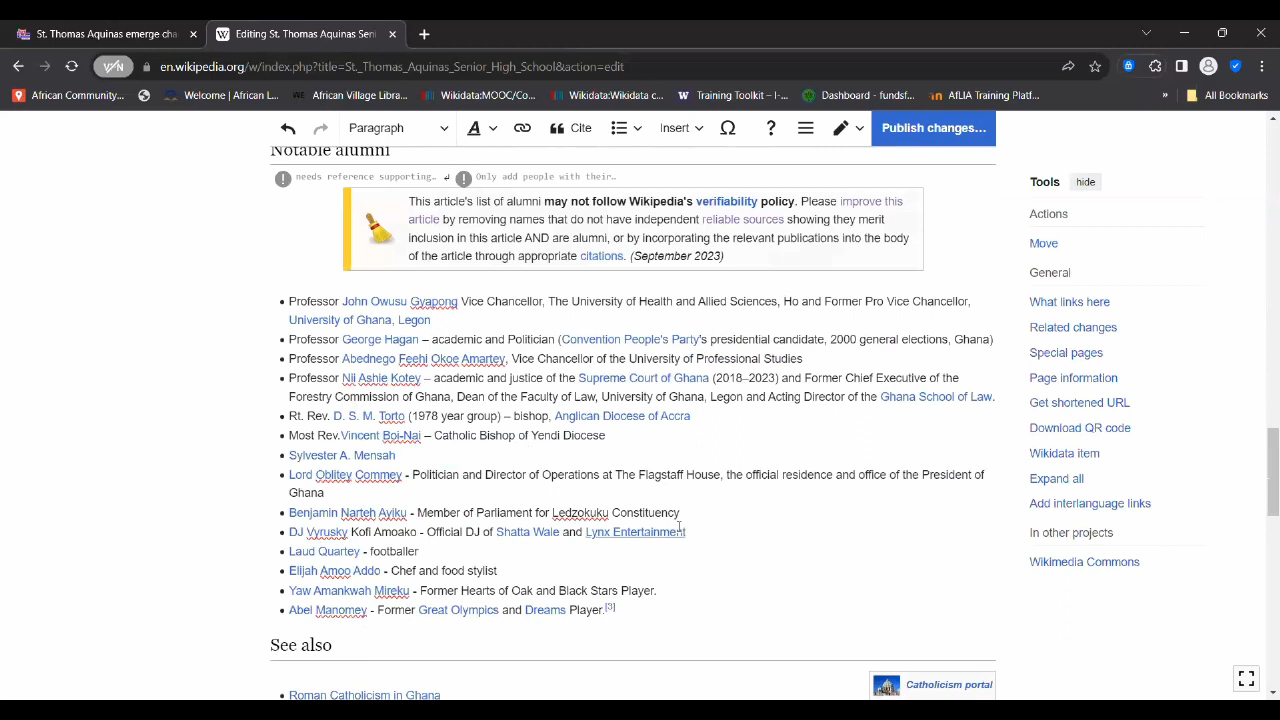 St. Thomas Aquinas emerge cha
Editing St. Thomas Aquinas Seni
en.wikipedia.org/w/index.php?title=St._Thomas_Aquinas_Senior_High_School&action=edit
African Community...
Welcome | African L...
African Village Libra...
Wikidata:MOOC/Co...
Wikidata:Wikidata c...
Training Toolkit – I-...
Dashboard - fundsf...
AfLIA Training Platf...
»
All Bookmarks
Paragraph
A
Cite
Insert
Ω
?
Publish changes...
Notable alumni
needs reference supporting…
Only add people with their…
This article's list of alumni may not follow Wikipedia's verifiability policy. Please improve this
article by removing names that do not have independent reliable sources showing they merit
inclusion in this article AND are alumni, or by incorporating the relevant publications into the body
of the article through appropriate citations. (September 2023)
• Professor John Owusu Gyapong Vice Chancellor, The University of Health and Allied Sciences, Ho and Former Pro Vice Chancellor,
University of Ghana, Legon
• Professor George Hagan – academic and Politician (Convention People's Party's presidential candidate, 2000 general elections, Ghana)
• Professor Abednego Feehi Okoe Amartey, Vice Chancellor of the University of Professional Studies
• Professor Nii Ashie Kotey – academic and justice of the Supreme Court of Ghana (2018–2023) and Former Chief Executive of the
Forestry Commission of Ghana, Dean of the Faculty of Law, University of Ghana, Legon and Acting Director of the Ghana School of Law.
• Rt. Rev. D. S. M. Torto (1978 year group) – bishop, Anglican Diocese of Accra
• Most Rev.Vincent Boi-Nai – Catholic Bishop of Yendi Diocese
• Sylvester A. Mensah
• Lord Oblitey Commey - Politician and Director of Operations at The Flagstaff House, the official residence and office of the President of
Ghana
• Benjamin Narteh Ayiku - Member of Parliament for Ledzokuku Constituency
• DJ Vyrusky Kofi Amoako - Official DJ of Shatta Wale and Lynx Entertainment
• Laud Quartey - footballer
• Elijah Amoo Addo - Chef and food stylist
• Yaw Amankwah Mireku - Former Hearts of Oak and Black Stars Player.
• Abel Manomey - Former Great Olympics and Dreams Player.[3]
See also
• Roman Catholicism in Ghana
Catholicism portal
Tools
hide
Actions
Move
General
What links here
Related changes
Special pages
Page information
Get shortened URL
Download QR code
Wikidata item
Expand all
Add interlanguage links
In other projects
Wikimedia Commons